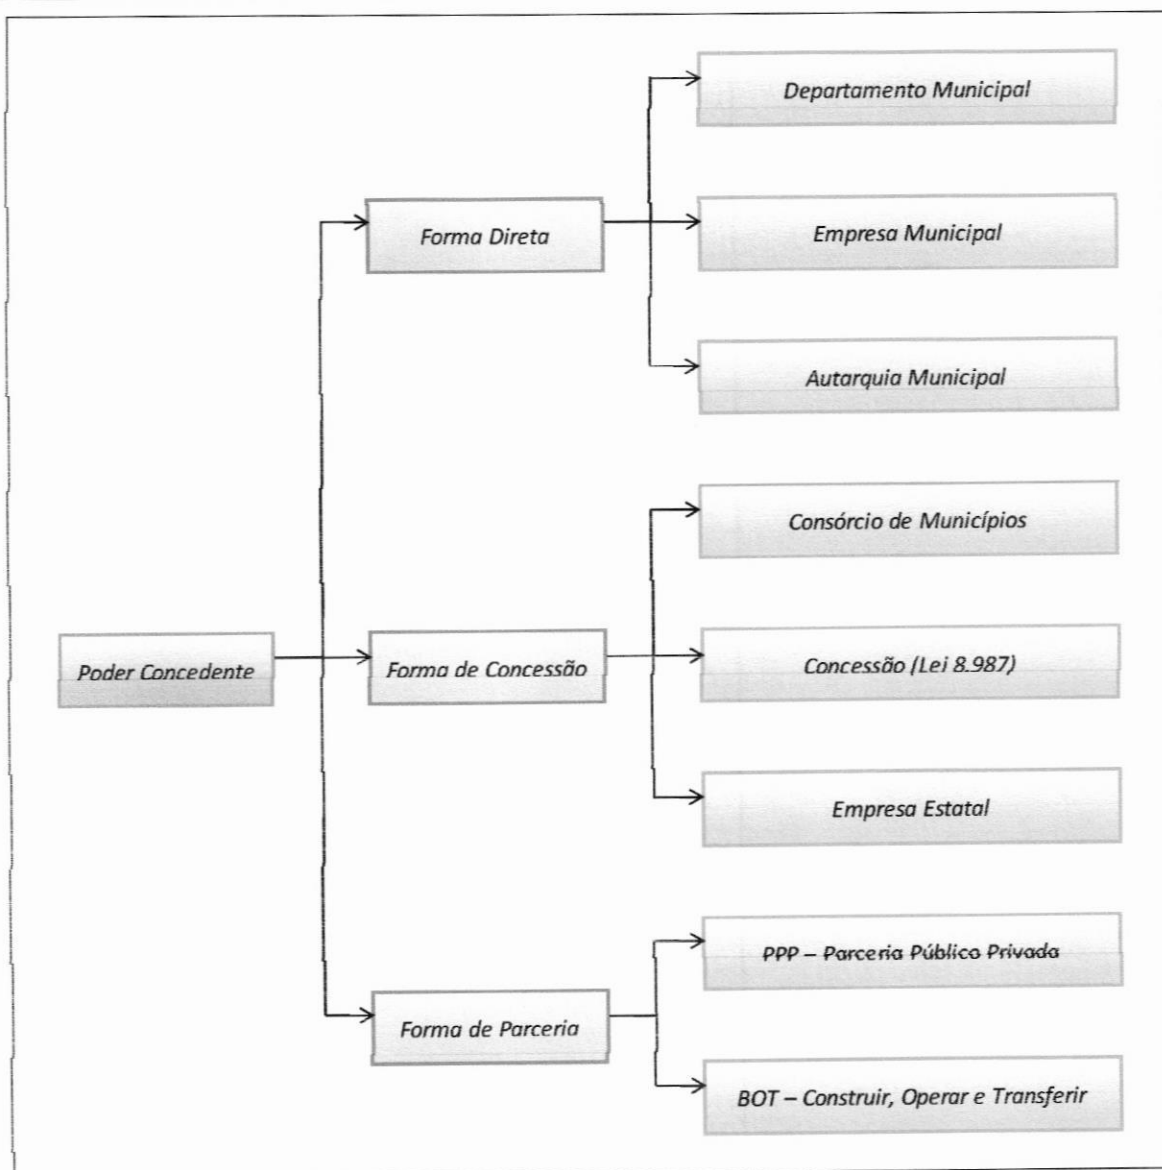 Departamento Municipal
Forma Direta
Empresa Municipal
Autarquia Municipal
Consórcio de Municípios
Poder Concedente
Forma de Concessão
Concessão (Lei 8.987)
Empresa Estatal
PPP – Parceria Público Privada
Forma de Parceria
BOT – Construir, Operar e Transferir